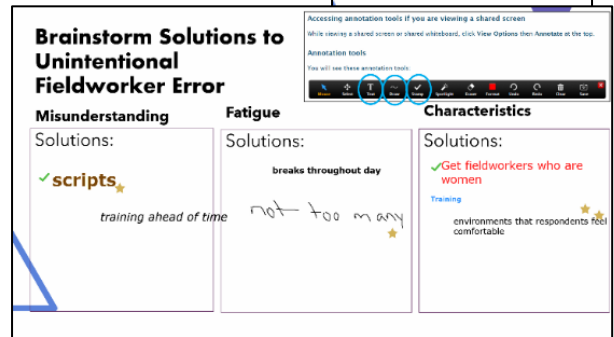 Brainstorm Solutions to
Unintentional
Fieldworker Error
Accessing annotation tools if you are viewing a shared screen
While viewing a shared screen or shared whiteboard, click View Options then Annotate at the top.
Annotation tools
You will see these annotation tools:
Mouse Select Text Draw Stamp Spotlight Eraser Format Undo Redo Clear Save
Misunderstanding
Solutions:
scripts
training ahead of time
Fatigue
Solutions:
breaks throughout day
not too many
Characteristics
Solutions:
Get fieldworkers who are
women
Training
environments that respondents feel
comfortable